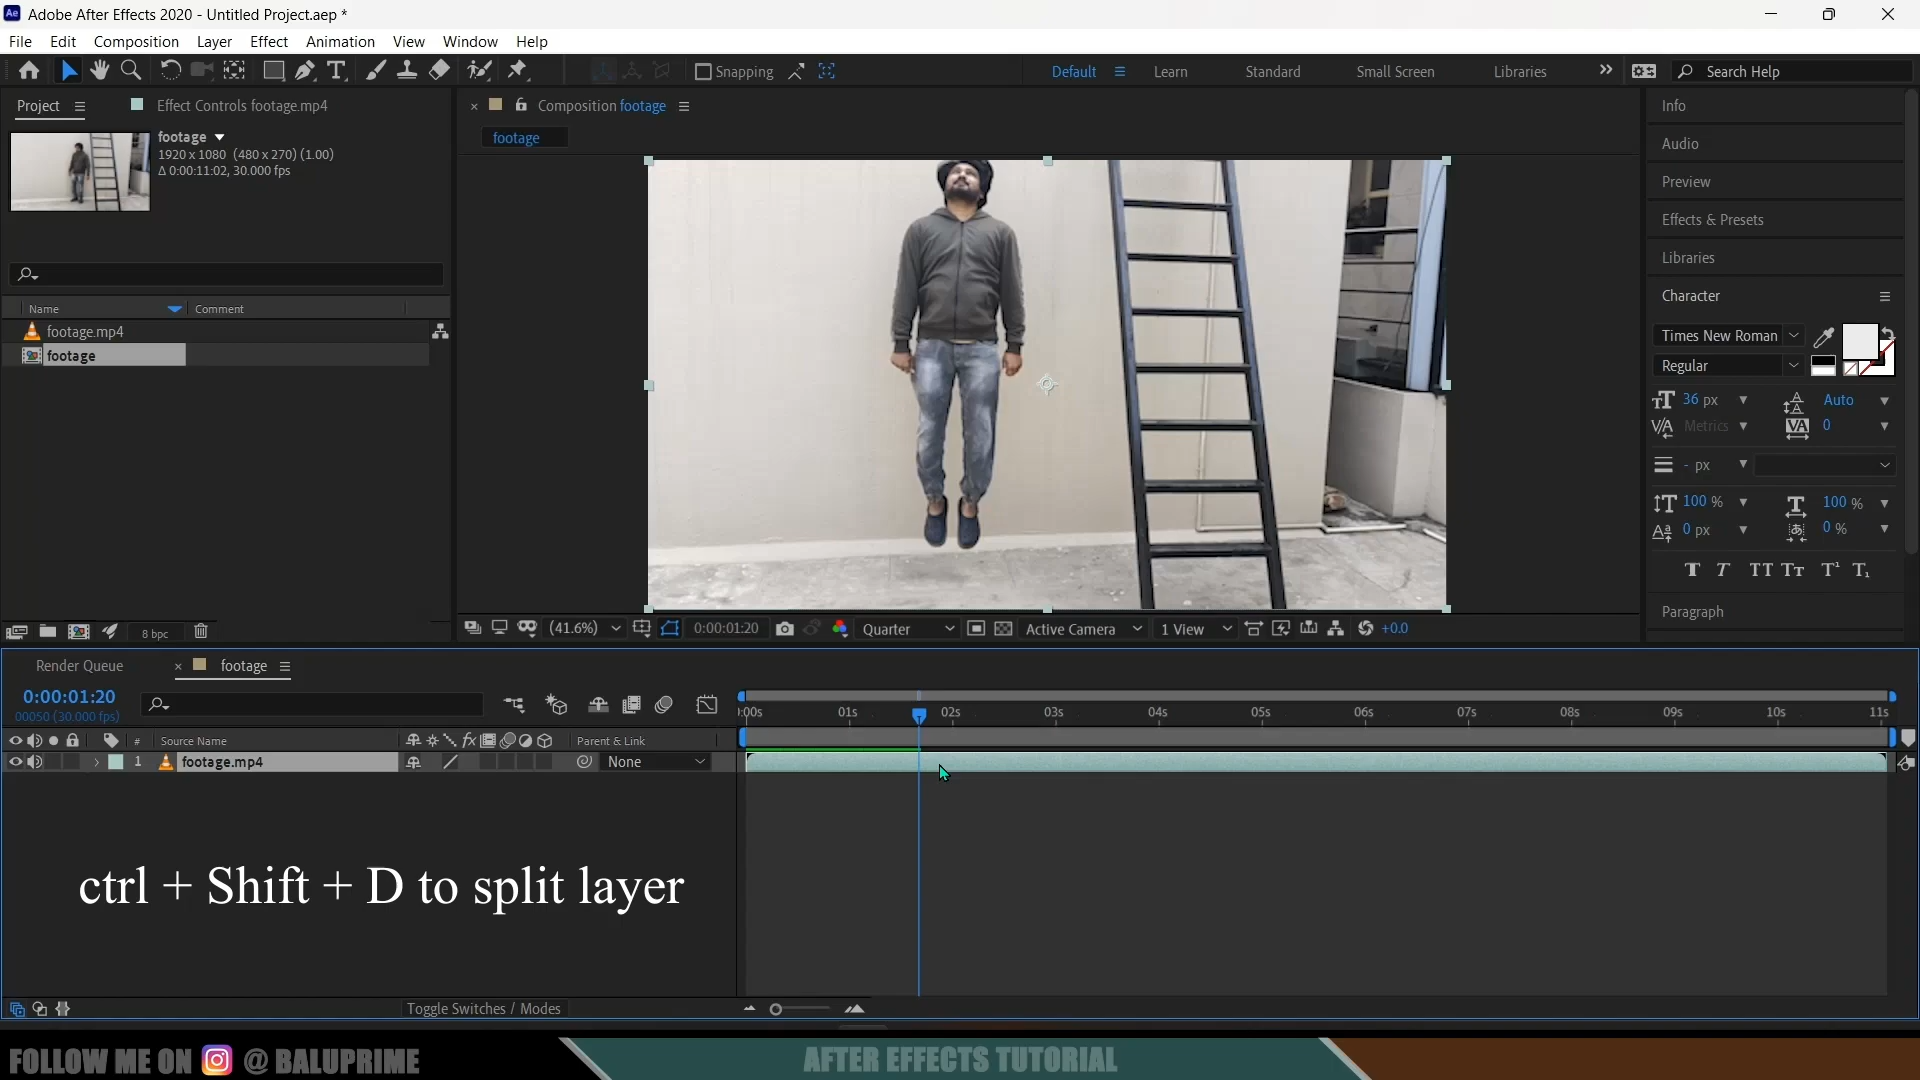 Ae Adobe After Effects 2020 - Untitled Project.aep *
File Edit Composition Layer Effect Animation View Window Help
Snapping Default Learn Standard Small Screen Libraries Search Help
Project Effect Controls footage.mp4
footage
1920 x 1080 (480 x 270) (1.00)
Δ 0:00:11:02, 30.000 fps
Name Comment
footage.mp4
footage
8 bpc
Composition footage
footage
(41.6%) 0:00:01:20 Quarter Active Camera 1 View +0.0
Info
Audio
Preview
Effects & Presets
Libraries
Character
Times New Roman
Regular
36 px Auto
Metrics 0
- px
100 % 100 %
0 px 0 %
T T TT Tт T¹ T₁
Paragraph
Render Queue footage
0:00:01:20
00050 (30.000 fps)
:00s 01s 02s 03s 04s 05s 06s 07s 08s 09s 10s 11s
# Source Name Parent & Link
1 footage.mp4 None
ctrl + Shift + D to split layer
Toggle Switches / Modes
FOLLOW ME ON @ BALUPRIME AFTER EFFECTS TUTORIAL